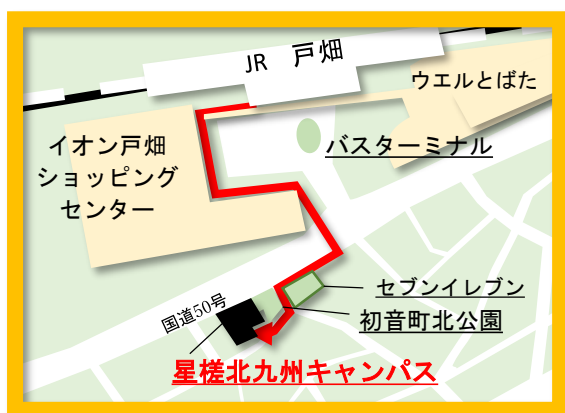 JR 戸畑
ウエルとばた
イオン戸畑
ショッピング
センター
バスターミナル
セブンイレブン
国道50号
初音町北公園
星槎北九州キャンパス